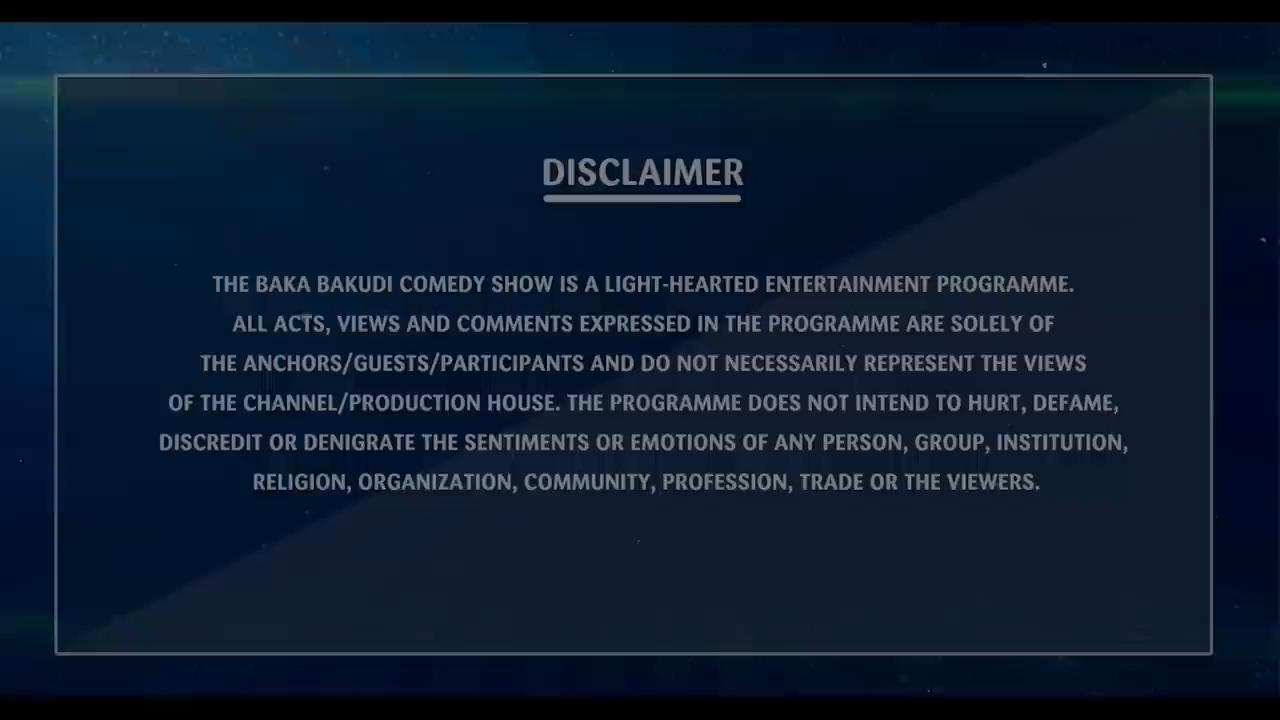 DISCLAIMER
THE BAKA BAKUDI COMEDY SHOW IS A LIGHT-HEARTED ENTERTAINMENT PROGRAMME.
ALL ACTS, VIEWS AND COMMENTS EXPRESSED IN THE PROGRAMME ARE SOLELY OF
THE ANCHORS/GUESTS/PARTICIPANTS AND DO NOT NECESSARILY REPRESENT THE VIEWS
OF THE CHANNEL/PRODUCTION HOUSE. THE PROGRAMME DOES NOT INTEND TO HURT, DEFAME,
DISCREDIT OR DENIGRATE THE SENTIMENTS OR EMOTIONS OF ANY PERSON, GROUP, INSTITUTION,
RELIGION, ORGANIZATION, COMMUNITY, PROFESSION, TRADE OR THE VIEWERS.